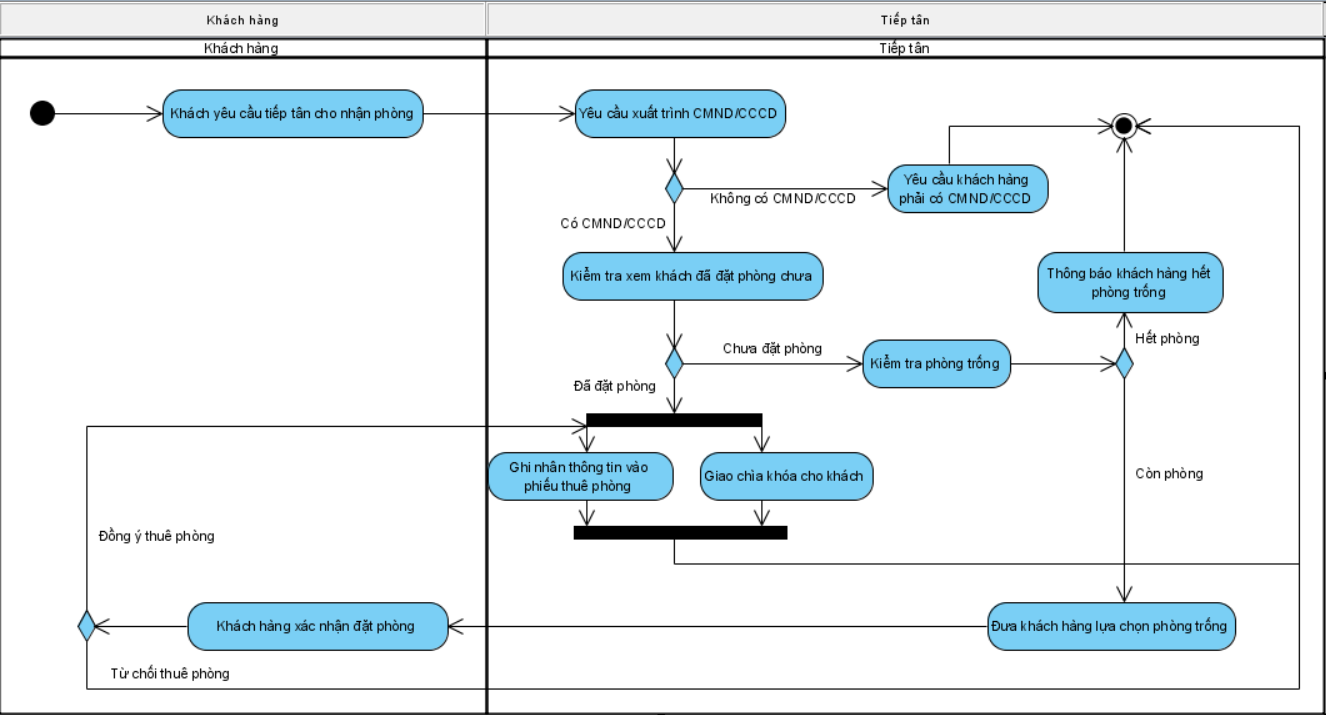 Khách hàng
Tiếp tân
Khách hàng
Tiếp tân
Khách yêu cầu tiếp tân cho nhận phòng
Yêu cầu xuất trình CMND/CCCD
Yêu cầu khách hàng
phải có CMND/CCCD
Không có CMND/CCCD
Có CMND/CCCD
Kiểm tra xem khách đã đặt phòng chưa
Thông báo khách hàng hết
phòng trống
Hết phòng
Chưa đặt phòng
Kiểm tra phòng trống
Đã đặt phòng
Ghi nhân thông tin vào
phiếu thuê phòng
Giao chìa khóa cho khách
Còn phòng
Đồng ý thuê phòng
Khách hàng xác nhận đặt phòng
Đưa khách hàng lựa chọn phòng trống
Từ chối thuê phòng